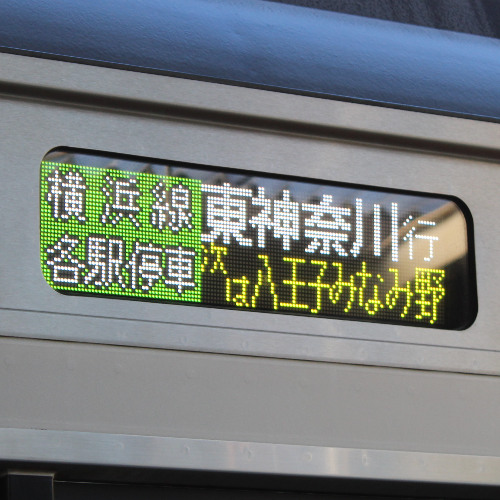 横浜線
各駅停車
東神奈川行
次は八王子みなみ野